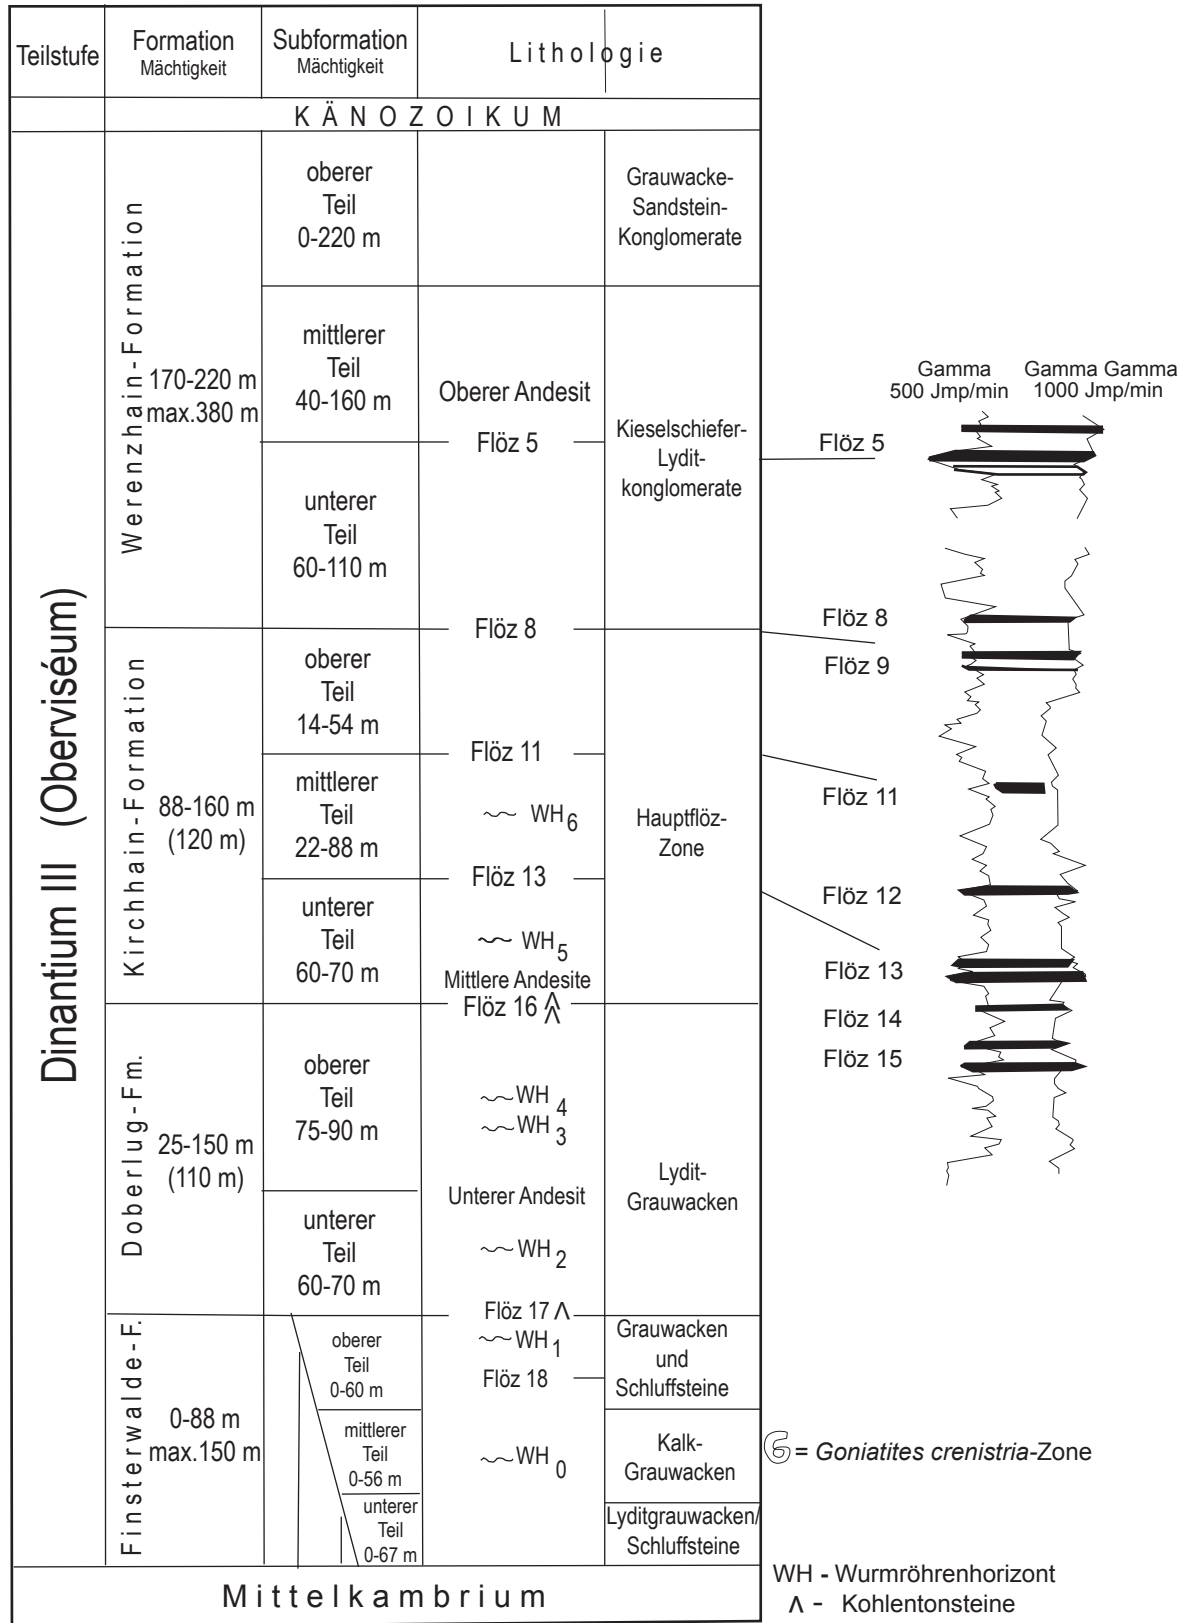 Teilstufe
Formation
Mächtigkeit
Subformation
Mächtigkeit
Lithologie
KÄNOZOIKUM
Dinantium III (Oberviséum)
Werenzhain-Formation
170-220 m
max.380 m
oberer
Teil
0-220 m
Grauwacke-
Sandstein-
Konglomerate
mittlerer
Teil
40-160 m
Oberer Andesit
Flöz 5
Kieselschiefer-
Lydit-
konglomerate
unterer
Teil
60-110 m
Flöz 8
Kirchhain-Formation
88-160 m
(120 m)
oberer
Teil
14-54 m
Flöz 11
mittlerer
Teil
22-88 m
WH 6
Hauptflöz-
Zone
Flöz 13
unterer
Teil
60-70 m
WH 5
Mittlere Andesite
Flöz 16
Doberlug-Fm.
25-150 m
(110 m)
oberer
Teil
75-90 m
WH 4
WH 3
Lydit-
Grauwacken
Unterer Andesit
unterer
Teil
60-70 m
WH 2
Flöz 17 Λ
Finsterwalde-F.
0-88 m
max.150 m
oberer
Teil
0-60 m
WH 1
Flöz 18
Grauwacken
und
Schluffsteine
mittlerer
Teil
0-56 m
WH 0
Kalk-
Grauwacken
unterer
Teil
0-67 m
Lyditgrauwacken/
Schluffsteine
Mittelkambrium
Gamma
500 Jmp/min
Gamma Gamma
1000 Jmp/min
Flöz 5
Flöz 8
Flöz 9
Flöz 11
Flöz 12
Flöz 13
Flöz 14
Flöz 15
= Goniatites crenistria-Zone
WH - Wurmröhrenhorizont
Λ - Kohlentonsteine